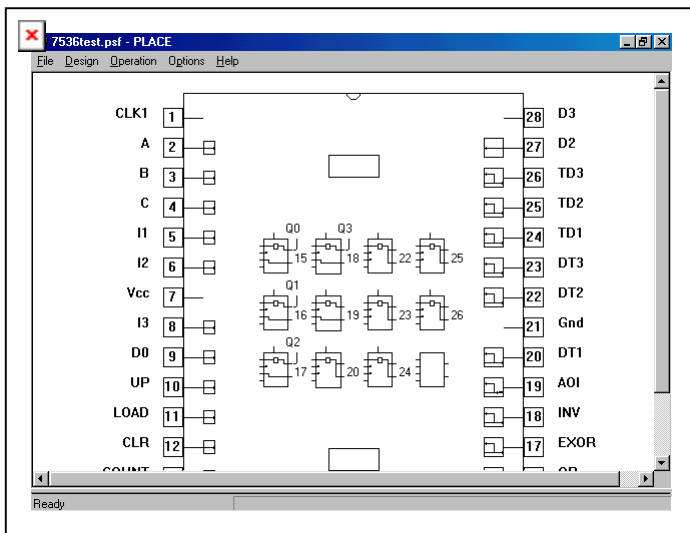 7536test.psf - PLACE
File Design Operation Options Help
CLK1 1 28 D3
A 2 27 D2
B 3 26 TD3
C 4 25 TD2
I1 5 24 TD1
I2 6 23 DT3
Vcc 7 22 DT2
I3 8 21 Gnd
D0 9 20 DT1
UP 10 19 AOI
LOAD 11 18 INV
CLR 12 17 EXOR
Q0 Q3
15 18 22 25
Q1
16 19 23 26
Q2
17 20 24
Ready